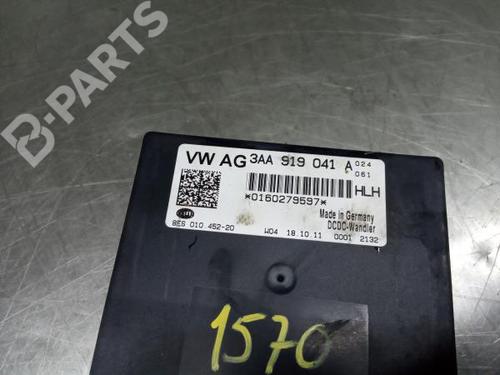 B-PARTS
VW AG 3AA 919 041 A 024
061
HLH
*0160279597*
Made in Germany
DCDC-Wandler
8ES 010.452-20 W04 18.10.11 0001 2132
1570